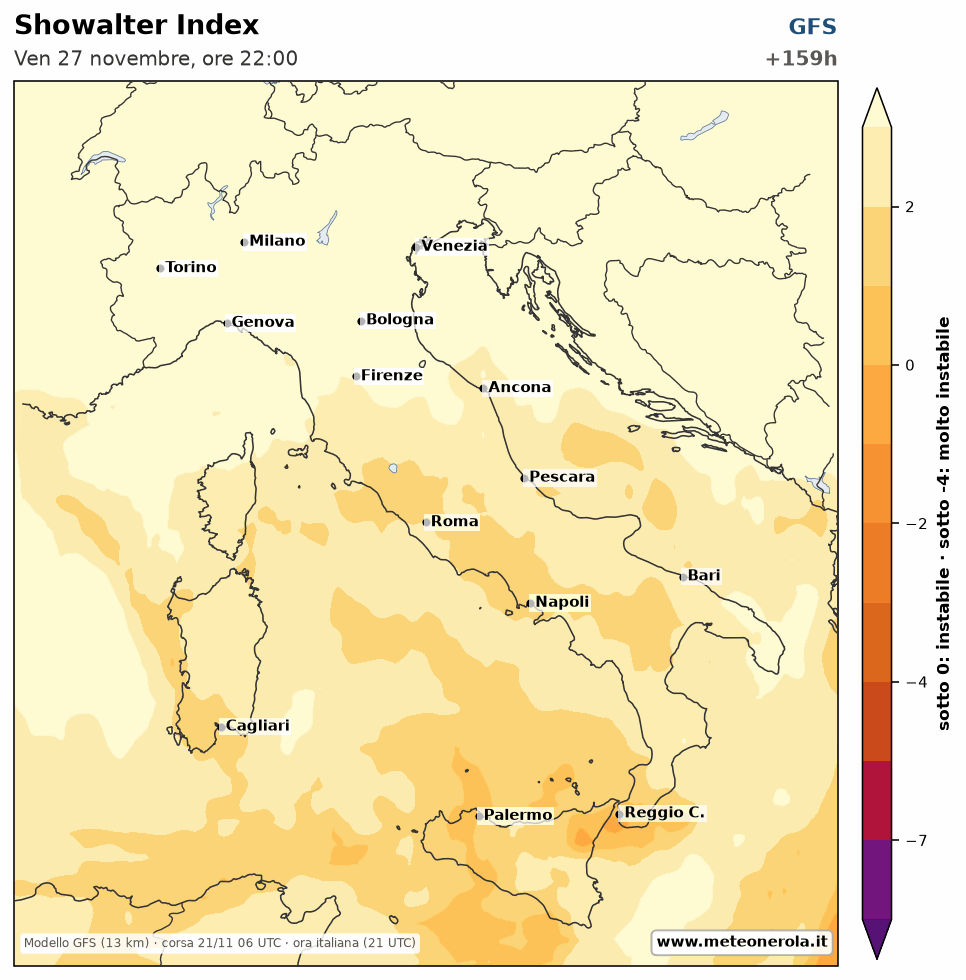 Showalter Index
GFS
Ven 27 novembre, ore 22:00
+159h
Milano
Venezia
Torino
Genova
Bologna
Firenze
Ancona
Pescara
Roma
Bari
Napoli
Cagliari
Palermo
Reggio C.
2
0
−2
−4
−7
sotto 0: instabile · sotto -4: molto instabile
Modello GFS (13 km) · corsa 21/11 06 UTC · ora italiana (21 UTC)
www.meteonerola.it